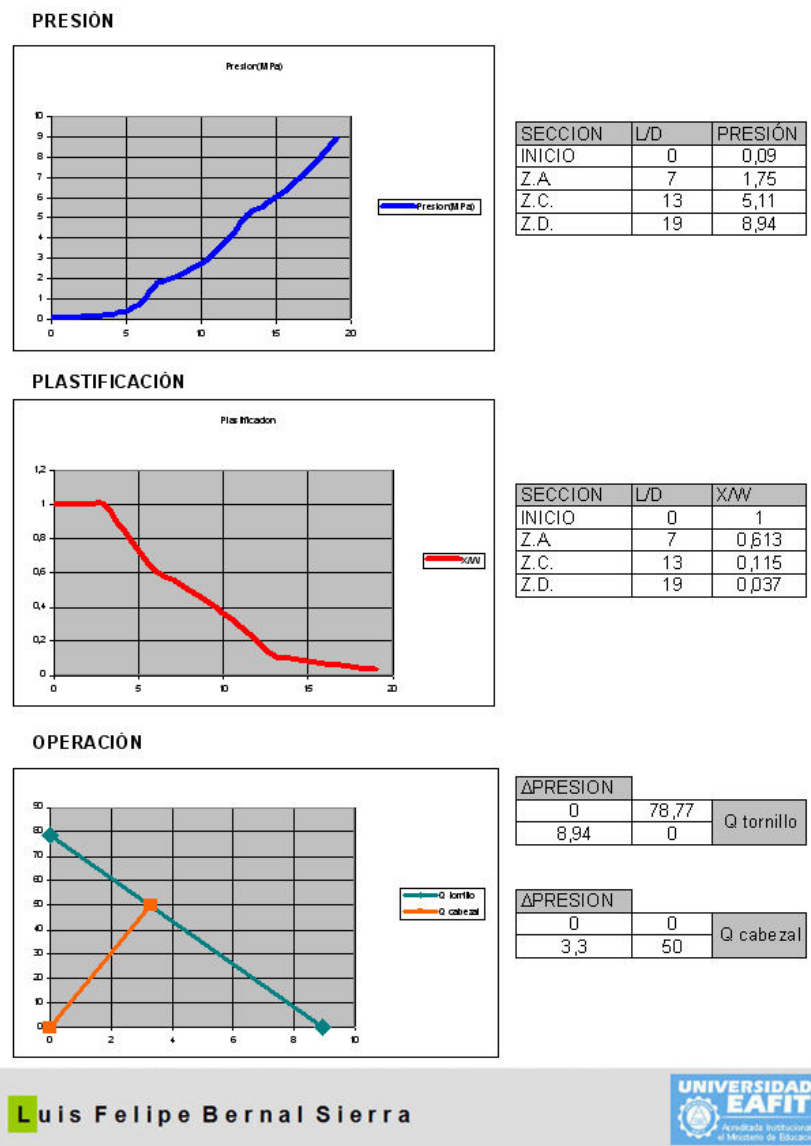 PRESIÓN
Presion(MPa)
10
9
8
7
6
5
4
3
2
1
0
0 5 10 15 20
Presion(MPa)
SECCION L/D PRESIÓN
INICIO 0 0,09
Z.A 7 1,75
Z.C. 13 5,11
Z.D. 19 8,94
PLASTIFICACIÓN
Plastificacion
1,2
1
0,8
0,6
0,4
0,2
0
0 5 10 15 20
X/W
SECCION L/D X/W
INICIO 0 1
Z.A 7 0,613
Z.C. 13 0,115
Z.D. 19 0,037
OPERACIÓN
90
80
70
60
50
40
30
20
10
0
0 2 4 6 8 10
Q tornillo
Q cabezal
ΔPRESION
0 78,77 Q tornillo
8,94 0
ΔPRESION
0 0 Q cabezal
3,3 50
Luis Felipe Bernal Sierra
UNIVERSIDAD
EAFIT
Acreditada
el Ministerio de